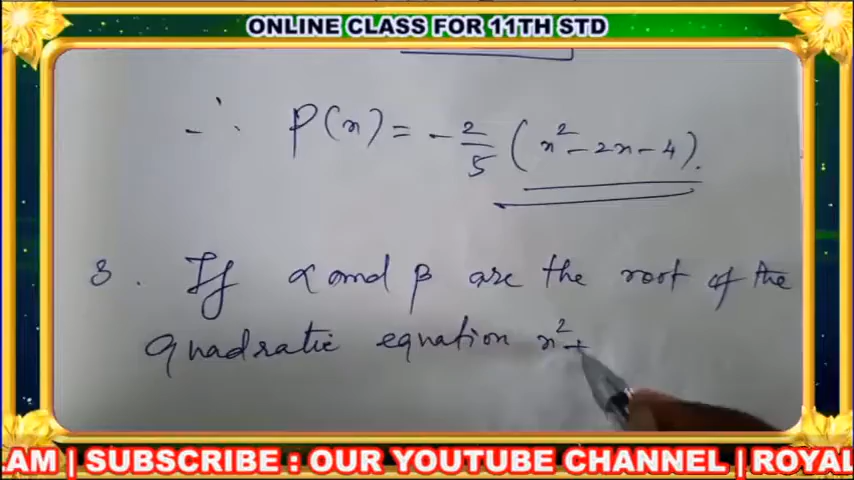 ONLINE CLASS FOR 11TH STD
∴ P(x) = - 2/5 (x² - 2x - 4).
3. If α and β are the root of the
quadratic equation x² +
AM | SUBSCRIBE : OUR YOUTUBE CHANNEL | ROYAL